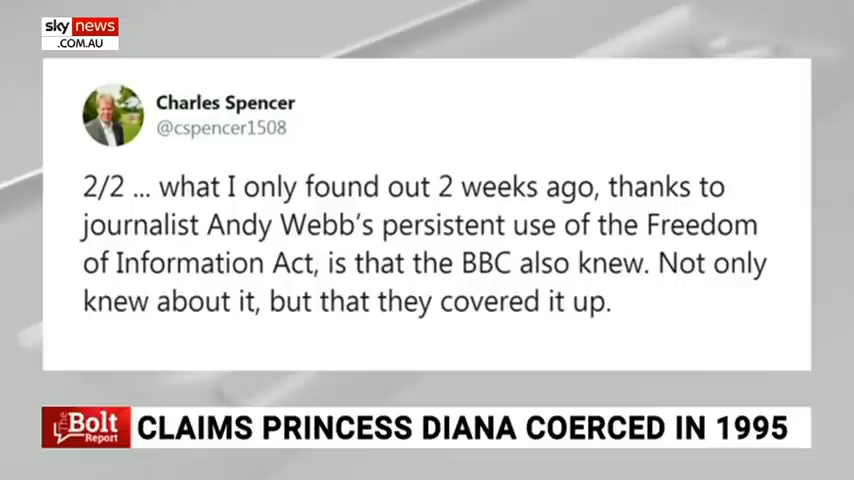 sky news
.COM.AU
Charles Spencer
@cspencer1508
2/2 ... what I only found out 2 weeks ago, thanks to
journalist Andy Webb's persistent use of the Freedom
of Information Act, is that the BBC also knew. Not only
knew about it, but that they covered it up.
The Bolt Report
CLAIMS PRINCESS DIANA COERCED IN 1995